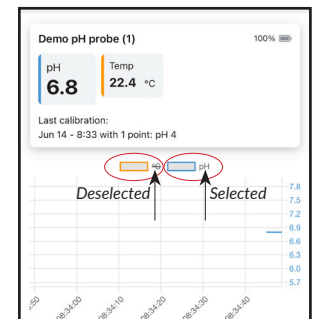 Demo pH probe (1) 100%
pH
6.8
Temp
22.4 °C
Last calibration:
Jun 14 - 8:33 with 1 point: pH 4
°C pH
Deselected Selected
7.8
7.5
7.2
6.9
6.6
6.3
6.0
5.7
:50 08:34:00 08:34:10 08:34:20 08:34:30 08:34:40